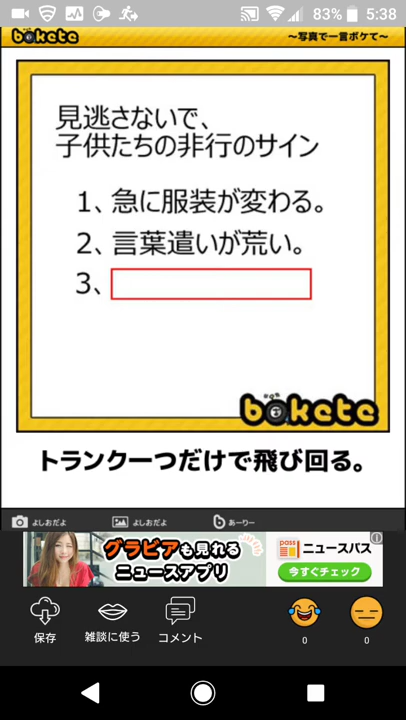 83% 5:38
bokete
～写真で一言ボケて～
見逃さないで、
子供たちの非行のサイン
1、急に服装が変わる。
2、言葉遣いが荒い。
3、
bokete
トランク一つだけで飛び回る。
よしおだよ よしおだよ あーりー
グラビアも見れる
ニュースアプリ
pass ニュースパス
今すぐチェック
保存 雑談に使う コメント 0 0